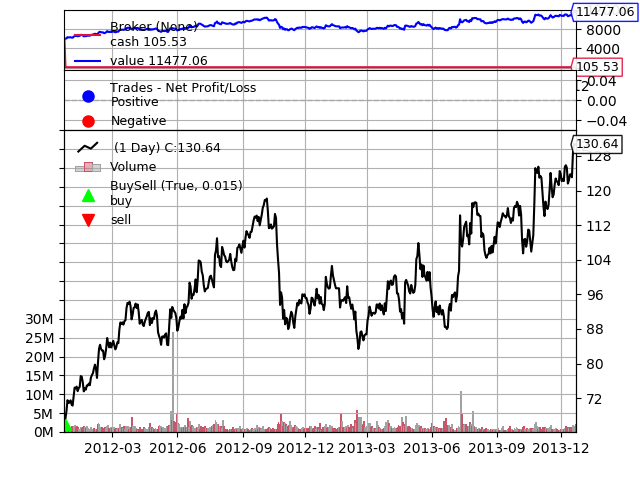 Broker (None)
cash 105.53
value 11477.06
11477.06
8000
4000
105.53
Trades - Net Profit/Loss
Positive
Negative
0.04
0.00
−0.04
(1 Day) C:130.64
Volume
BuySell (True, 0.015)
buy
sell
130.64
128
120
112
104
96
88
80
72
30M
25M
20M
15M
10M
5M
0M
2012-03 2012-06 2012-09 2012-12 2013-03 2013-06 2013-09 2013-12